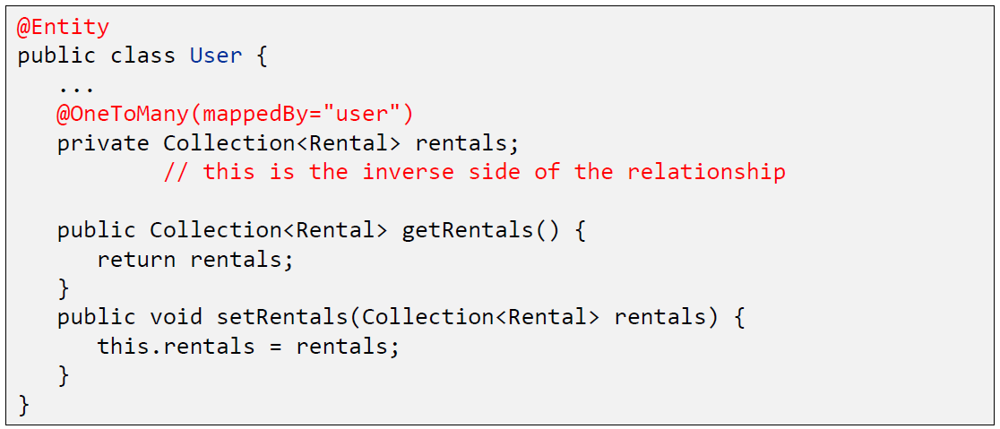 @Entity
public class User {
...
@OneToMany(mappedBy="user")
private Collection<Rental> rentals;
// this is the inverse side of the relationship
public Collection<Rental> getRentals() {
return rentals;
}
public void setRentals(Collection<Rental> rentals) {
this.rentals = rentals;
}
}